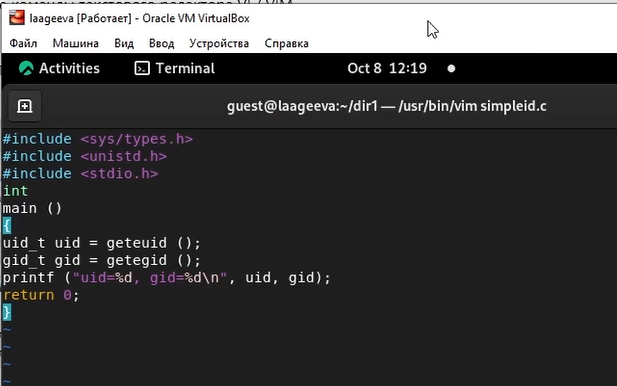 laageeva [Работает] - Oracle VM VirtualBox
Файл Машина Вид Ввод Устройства Справка
Activities Terminal Oct 8 12:19
guest@laageeva:~/dir1 — /usr/bin/vim simpleid.c
#include <sys/types.h>
#include <unistd.h>
#include <stdio.h>
int
main ()
{
uid_t uid = geteuid ();
gid_t gid = getegid ();
printf ("uid=%d, gid=%d\n", uid, gid);
return 0;
}
~
~
~
~